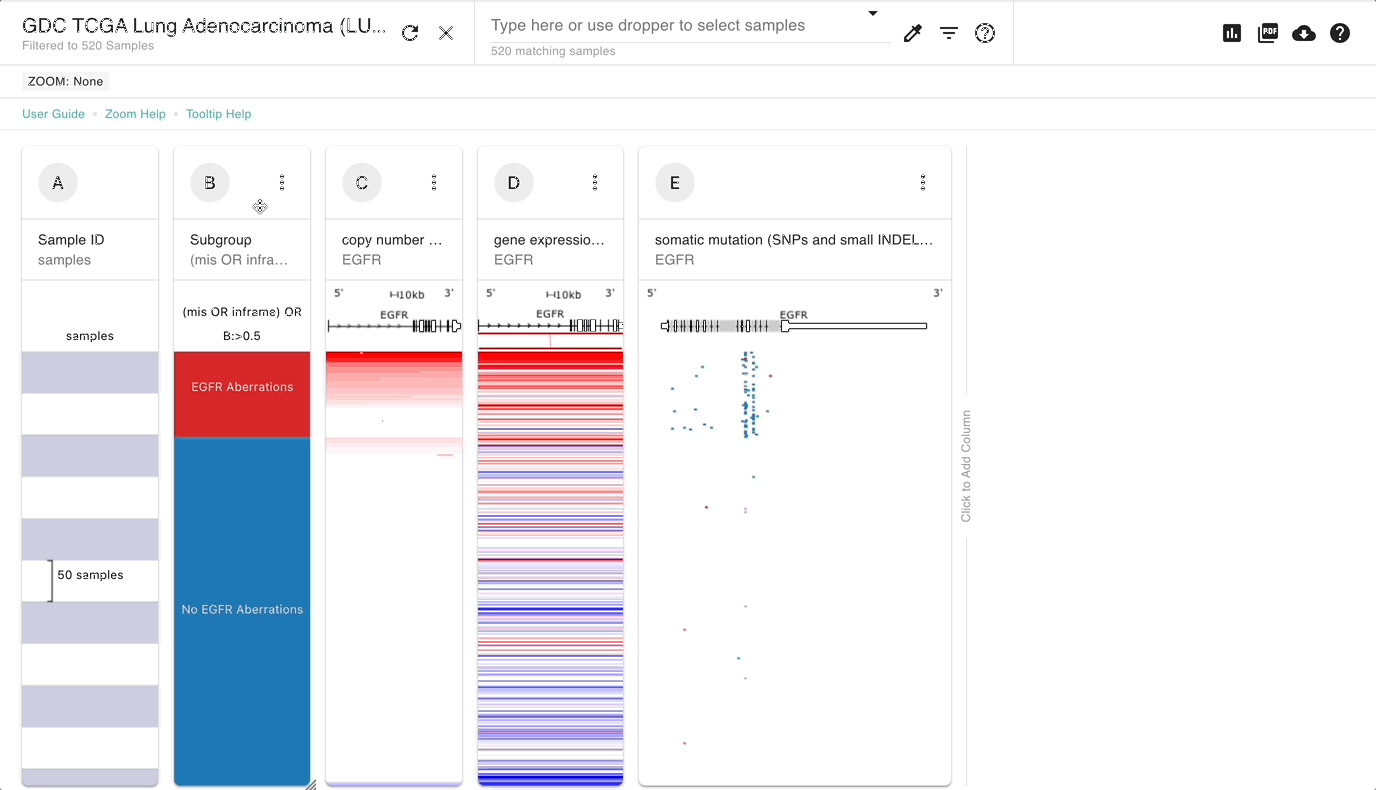 GDC TCGA Lung Adenocarcinoma (LU...
Filtered to 520 Samples
Type here or use dropper to select samples
520 matching samples
PDF
ZOOM: None
User Guide • Zoom Help • Tooltip Help
A
B
C
D
E
Sample ID
samples
Subgroup
(mis OR infra...
copy number ...
EGFR
gene expressio...
EGFR
somatic mutation (SNPs and small INDEL...
EGFR
samples
(mis OR inframe) OR
B:>0.5
5' 10kb 3'
EGFR
5' 10kb 3'
EGFR
5' 3'
EGFR
50 samples
EGFR Aberrations
No EGFR Aberrations
Click to Add Column